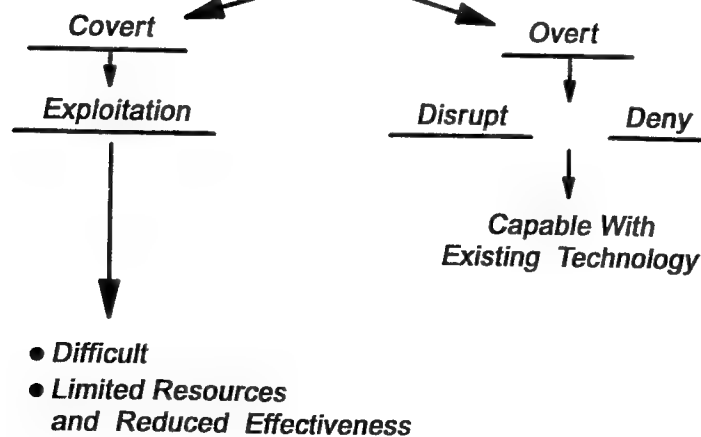 Covert
Overt
Exploitation
Disrupt
Deny
Capable With
Existing Technology
• Difficult
• Limited Resources
and Reduced Effectiveness